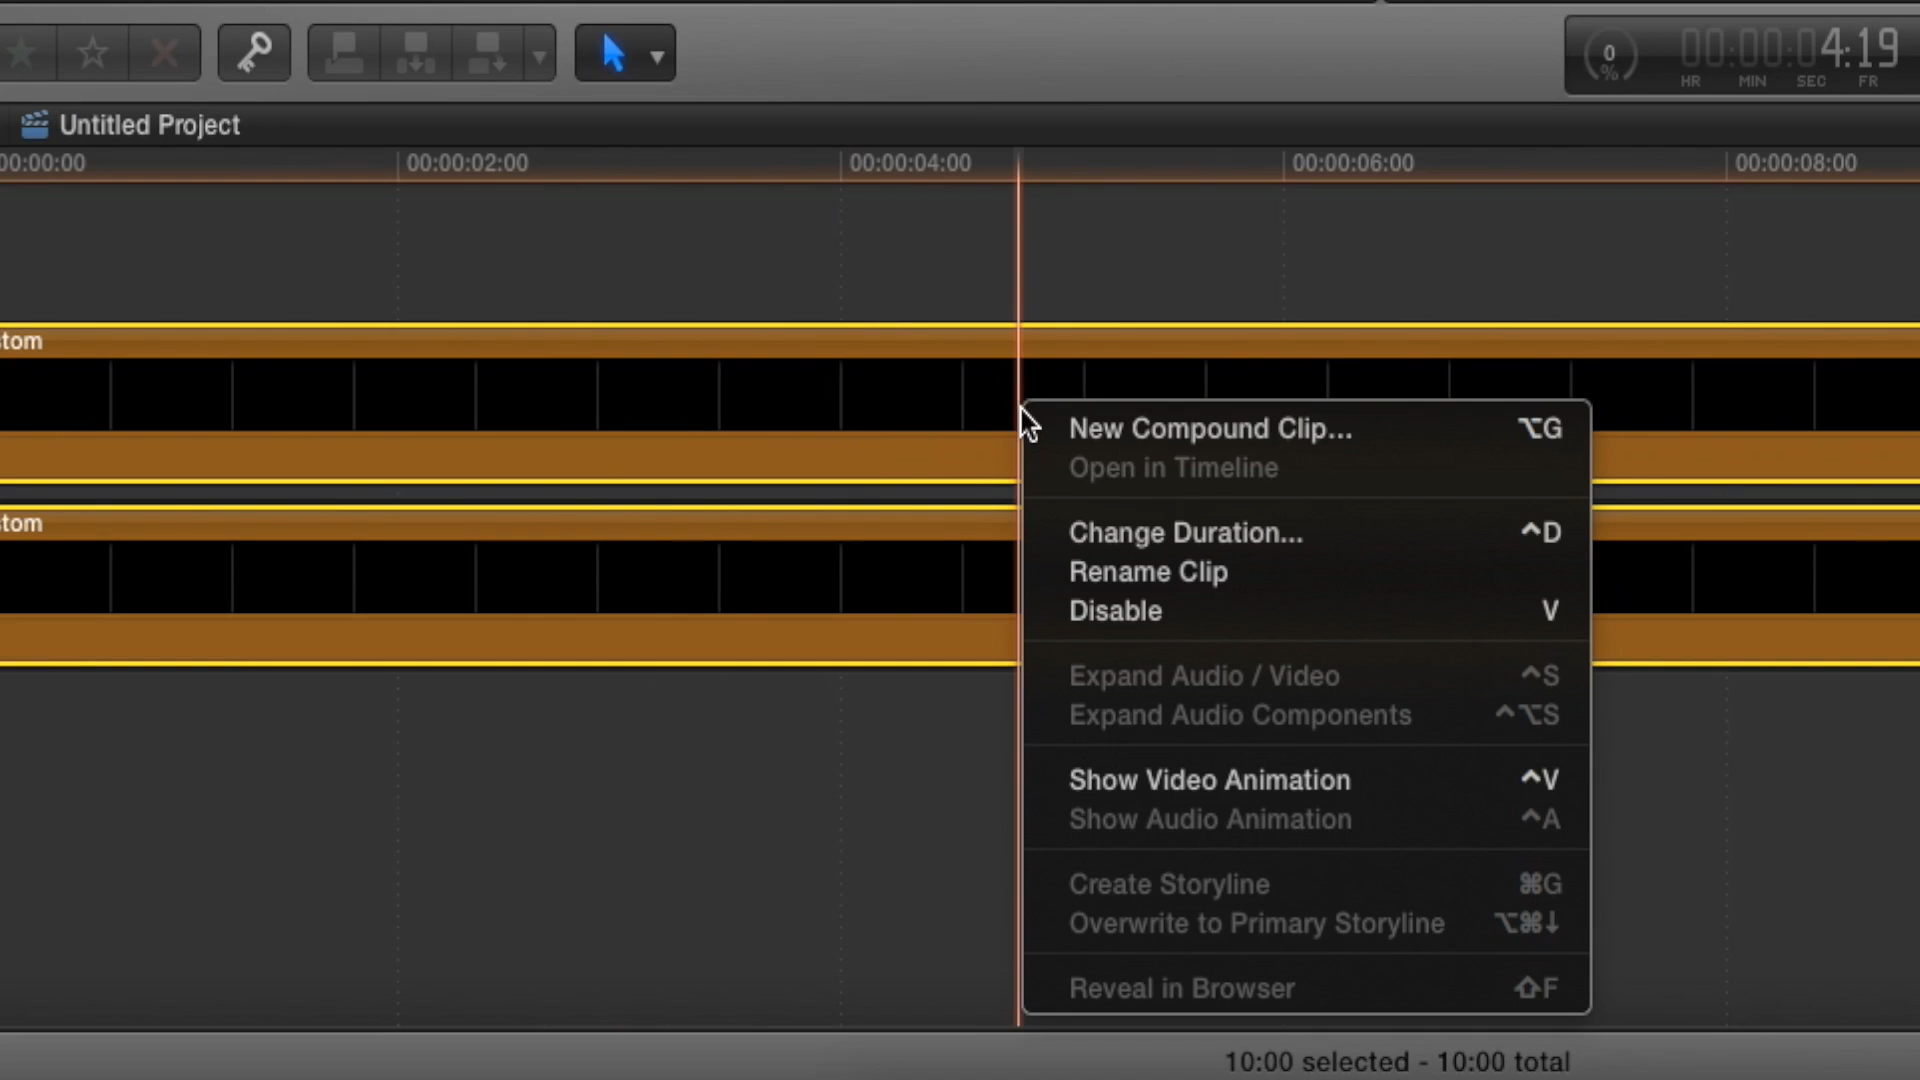 0
%
00:00:04:19
HR MIN SEC FR
Untitled Project
00:00:00 00:00:02:00 00:00:04:00 00:00:06:00 00:00:08:00
tom
New Compound Clip... ⌥G
Open in Timeline
tom
Change Duration... ^D
Rename Clip
Disable V
Expand Audio / Video ^S
Expand Audio Components ^⌥S
Show Video Animation ^V
Show Audio Animation ^A
Create Storyline ⌘G
Overwrite to Primary Storyline ⌥⌘↓
Reveal in Browser ⇧F
10:00 selected - 10:00 total